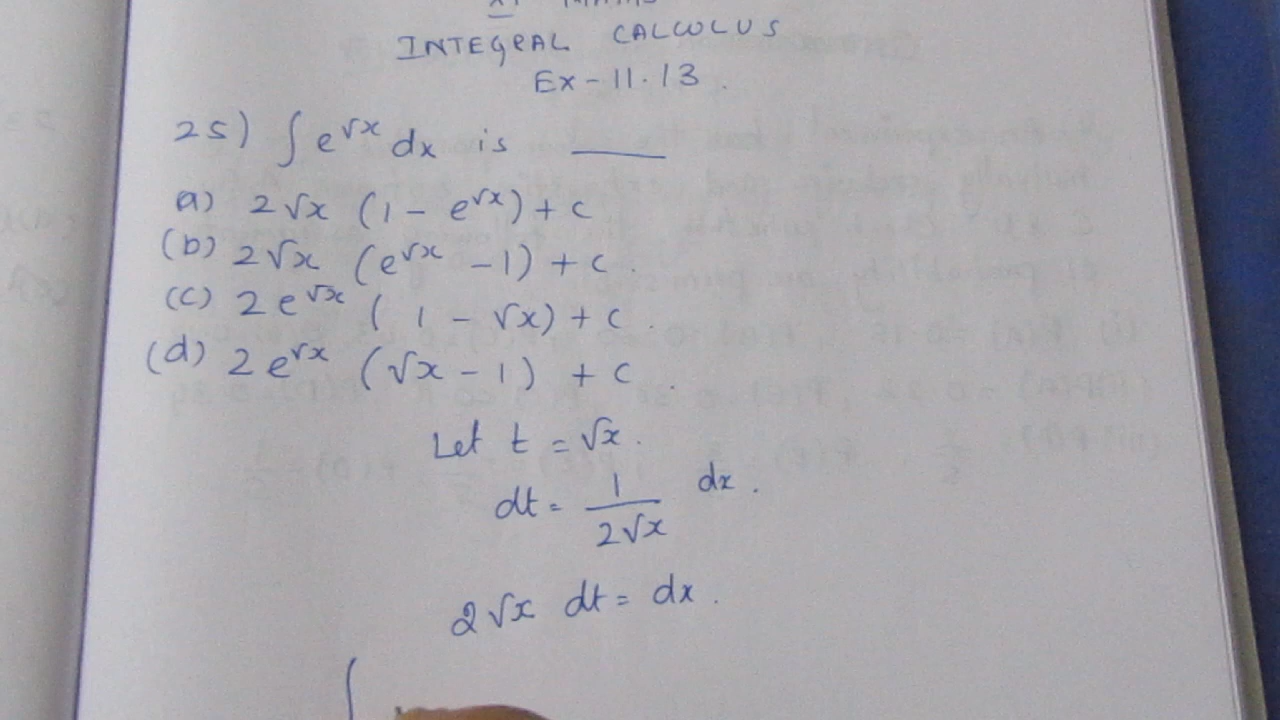 INTEGRAL CALCULUS
Ex - 11.13.
25) ∫ e^√x dx is ____
a) 2√x (1 - e^√x) + c
(b) 2√x (e^√x - 1) + c.
(c) 2e^√x (1 - √x) + c.
(d) 2e^√x (√x - 1) + c.
Let t = √x.
dt = 1/2√x dx.
2√x dt = dx.
∫